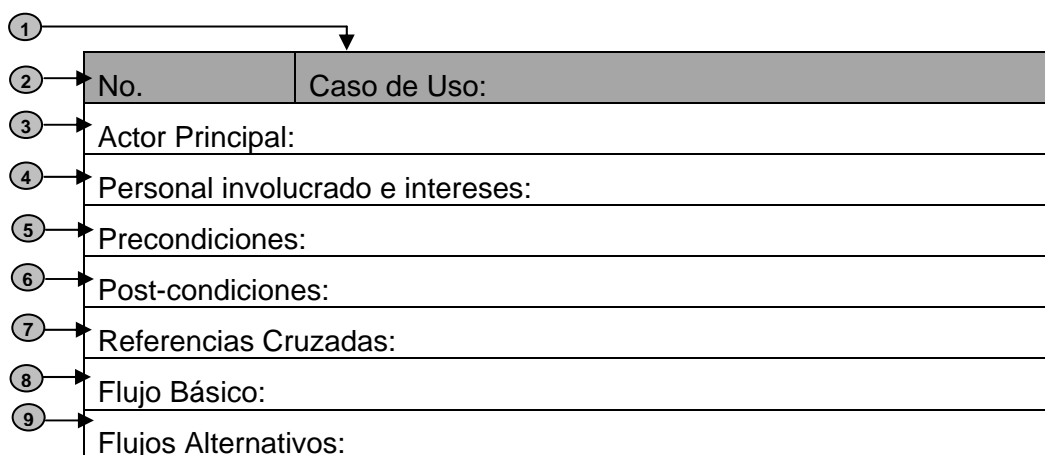 1
2 No. Caso de Uso:
3 Actor Principal:
4 Personal involucrado e intereses:
5 Precondiciones:
6 Post-condiciones:
7 Referencias Cruzadas:
8 Flujo Básico:
9 Flujos Alternativos: